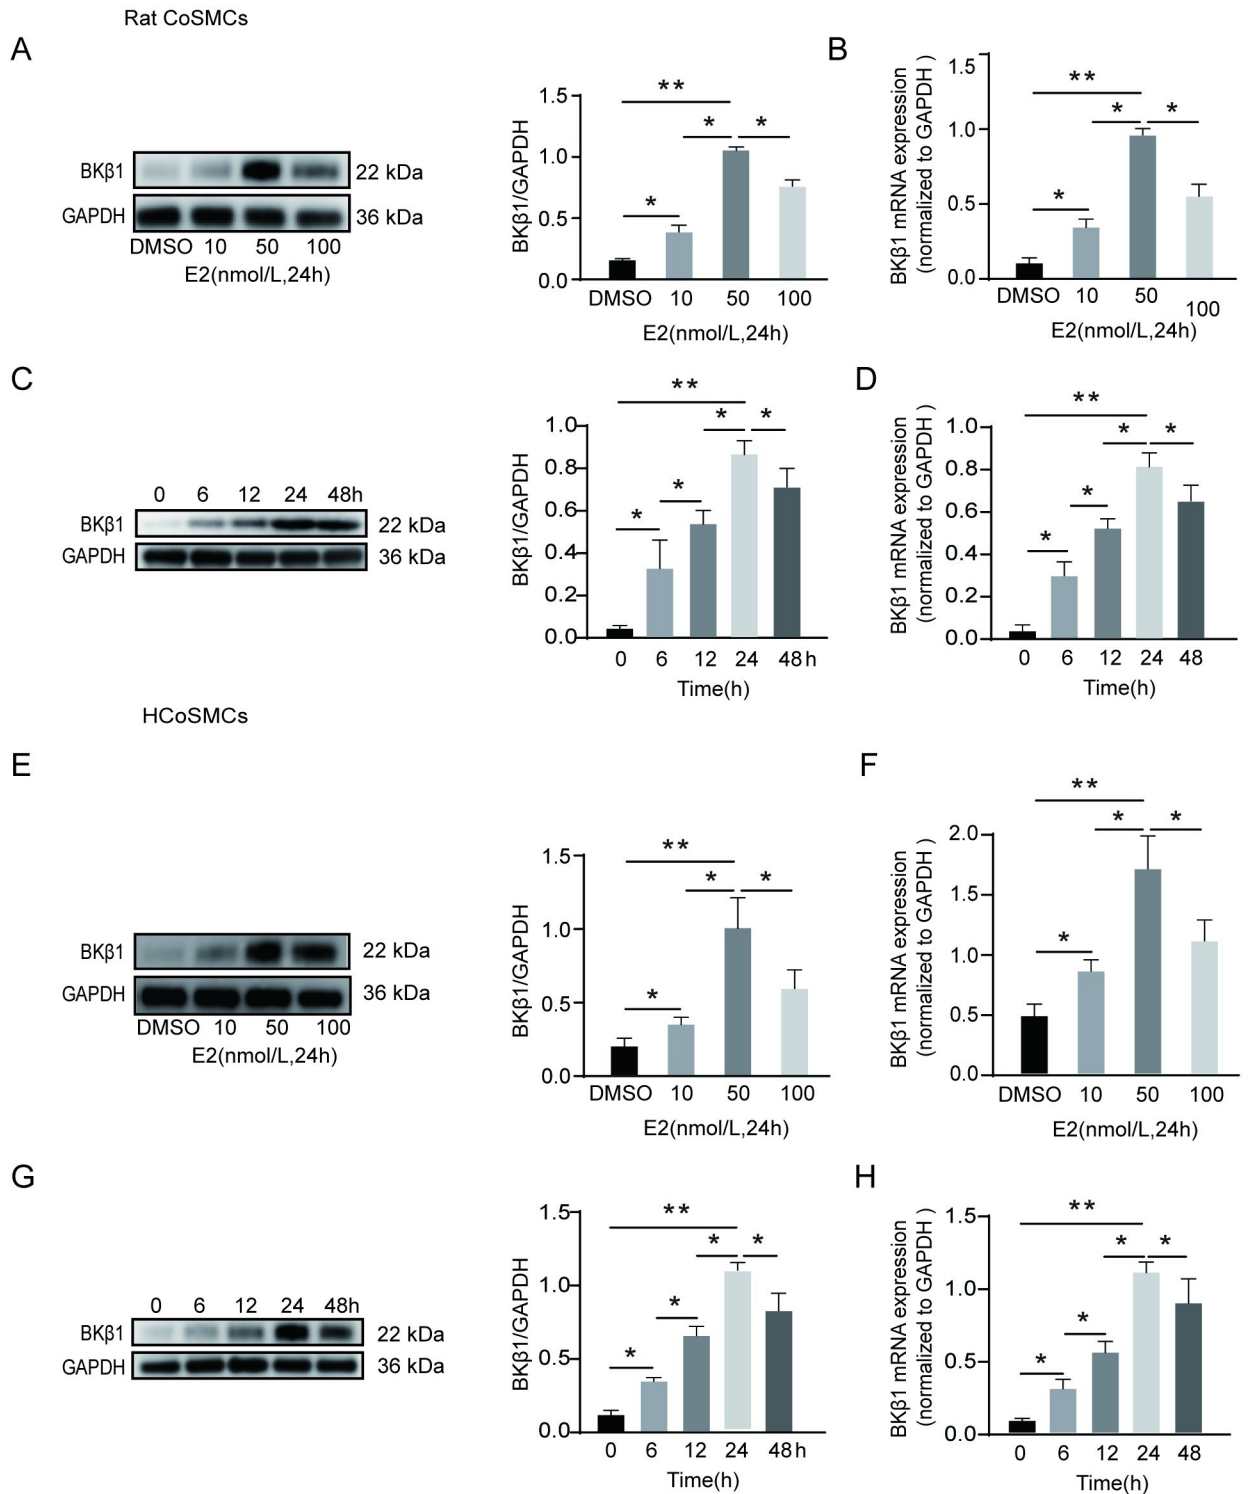 Rat CoSMCs
A
BKβ1
22 kDa
GAPDH
36 kDa
DMSO 10 50 100
E2(nmol/L,24h)
BKβ1/GAPDH
1.5
1.0
0.5
0.0
**
* *
*
DMSO 10 50 100
E2(nmol/L,24h)
B
BKβ1 mRNA expression
(normalized to GAPDH )
1.5
1.0
0.5
0.0
**
* *
*
DMSO 10 50 100
E2(nmol/L,24h)
C
0 6 12 24 48h
BKβ1
22 kDa
GAPDH
36 kDa
BKβ1/GAPDH
1.0
0.8
0.6
0.4
0.2
0.0
**
* *
*
*
0 6 12 24 48h
Time(h)
D
BKβ1 mRNA expression
(normalized to GAPDH )
1.0
0.8
0.6
0.4
0.2
0.0
**
* *
*
*
0 6 12 24 48
Time(h)
HCoSMCs
E
BKβ1
22 kDa
GAPDH
36 kDa
DMSO 10 50 100
E2(nmol/L,24h)
BKβ1/GAPDH
1.5
1.0
0.5
0.0
**
* *
*
DMSO 10 50 100
E2(nmol/L,24h)
F
BKβ1 mRNA expression
(normalized to GAPDH )
2.0
1.5
1.0
0.5
0.0
**
* *
*
DMSO 10 50 100
E2(nmol/L,24h)
G
0 6 12 24 48h
BKβ1
22 kDa
GAPDH
36 kDa
BKβ1/GAPDH
1.5
1.0
0.5
0.0
**
* *
*
*
0 6 12 24 48h
Time(h)
H
BKβ1 mRNA expression
(normalized to GAPDH )
1.5
1.0
0.5
0.0
**
* *
*
*
0 6 12 24 48
Time(h)